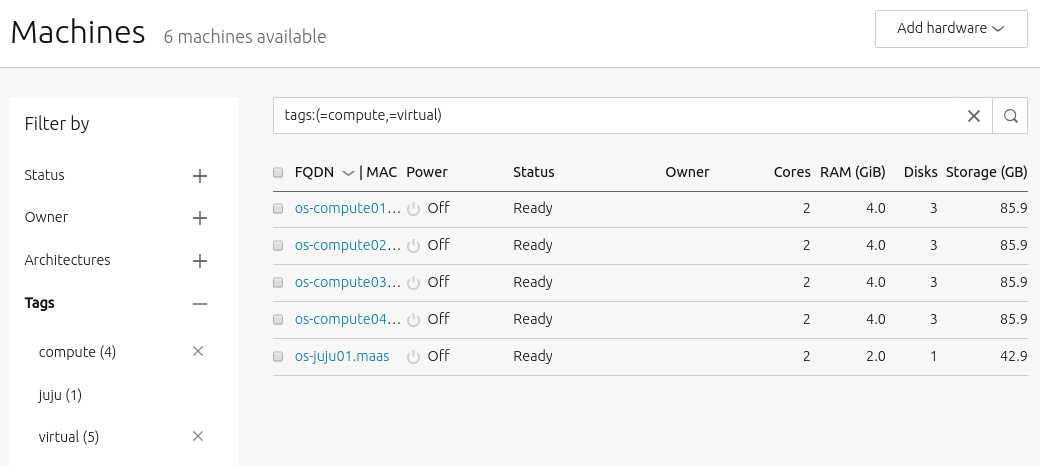 Machines 6 machines available
Add hardware
Filter by
Status
Owner
Architectures
Tags
compute (4)
juju (1)
virtual (5)
tags:(=compute,=virtual)
FQDN | MAC Power Status Owner Cores RAM (GiB) Disks Storage (GB)
os-compute01... Off Ready 2 4.0 3 85.9
os-compute02... Off Ready 2 4.0 3 85.9
os-compute03... Off Ready 2 4.0 3 85.9
os-compute04... Off Ready 2 4.0 3 85.9
os-juju01.maas Off Ready 2 2.0 1 42.9